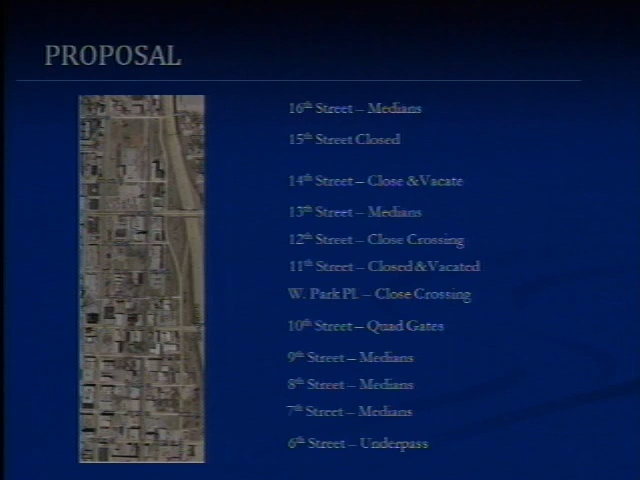 PROPOSAL
16th Street – Medians
15th Street Closed
14th Street – Close &Vacate
13th Street – Medians
12th Street – Close Crossing
11th Street – Closed &Vacated
W. Park Pl. – Close Crossing
10th Street – Quad Gates
9th Street – Medians
8th Street – Medians
7th Street – Medians
6th Street – Underpass